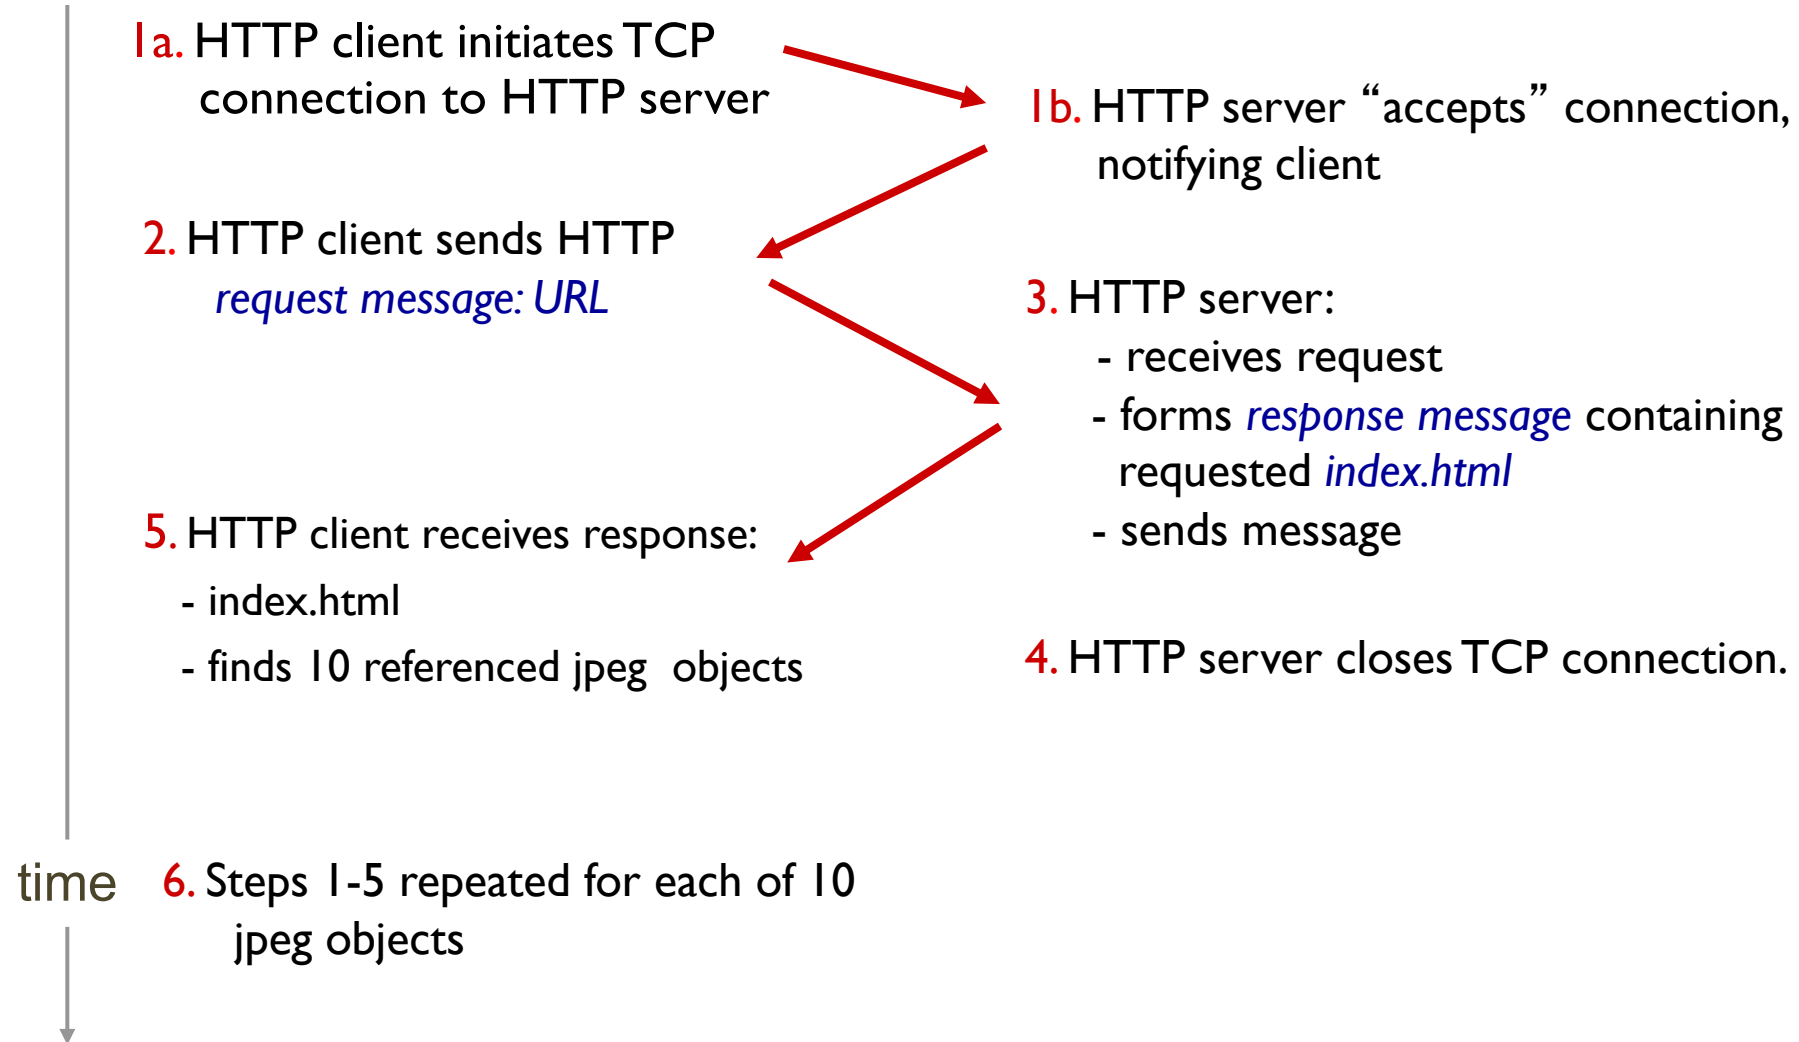 1a. HTTP client initiates TCP
connection to HTTP server
1b. HTTP server “accepts” connection,
notifying client
2. HTTP client sends HTTP
request message: URL
3. HTTP server:
- receives request
- forms response message containing
requested index.html
- sends message
5. HTTP client receives response:
- index.html
- finds 10 referenced jpeg objects
4. HTTP server closes TCP connection.
time
6. Steps 1-5 repeated for each of 10
jpeg objects